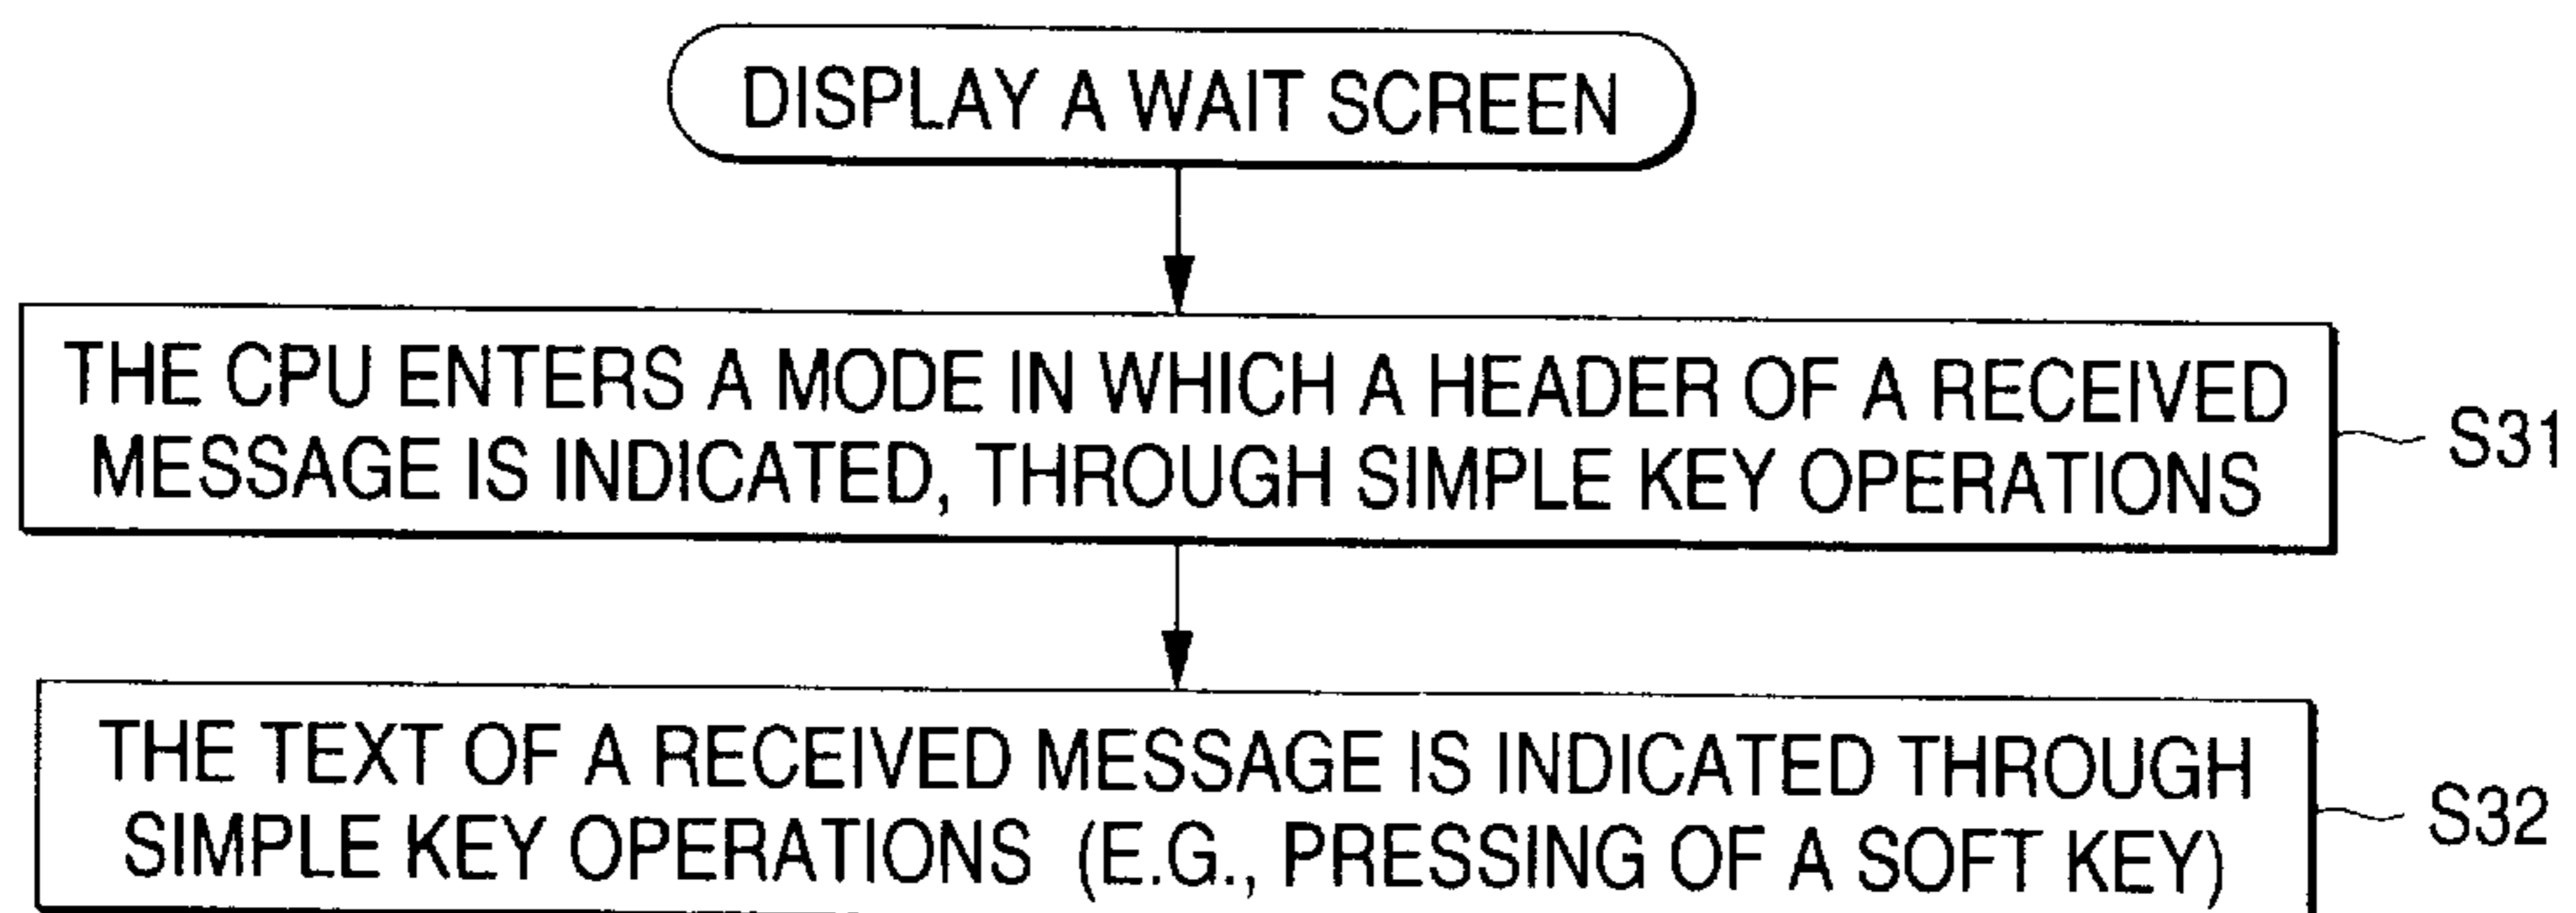 DISPLAY A WAIT SCREEN
THE CPU ENTERS A MODE IN WHICH A HEADER OF A RECEIVED
MESSAGE IS INDICATED, THROUGH SIMPLE KEY OPERATIONS
S31
THE TEXT OF A RECEIVED MESSAGE IS INDICATED THROUGH
SIMPLE KEY OPERATIONS (E.G., PRESSING OF A SOFT KEY)
S32